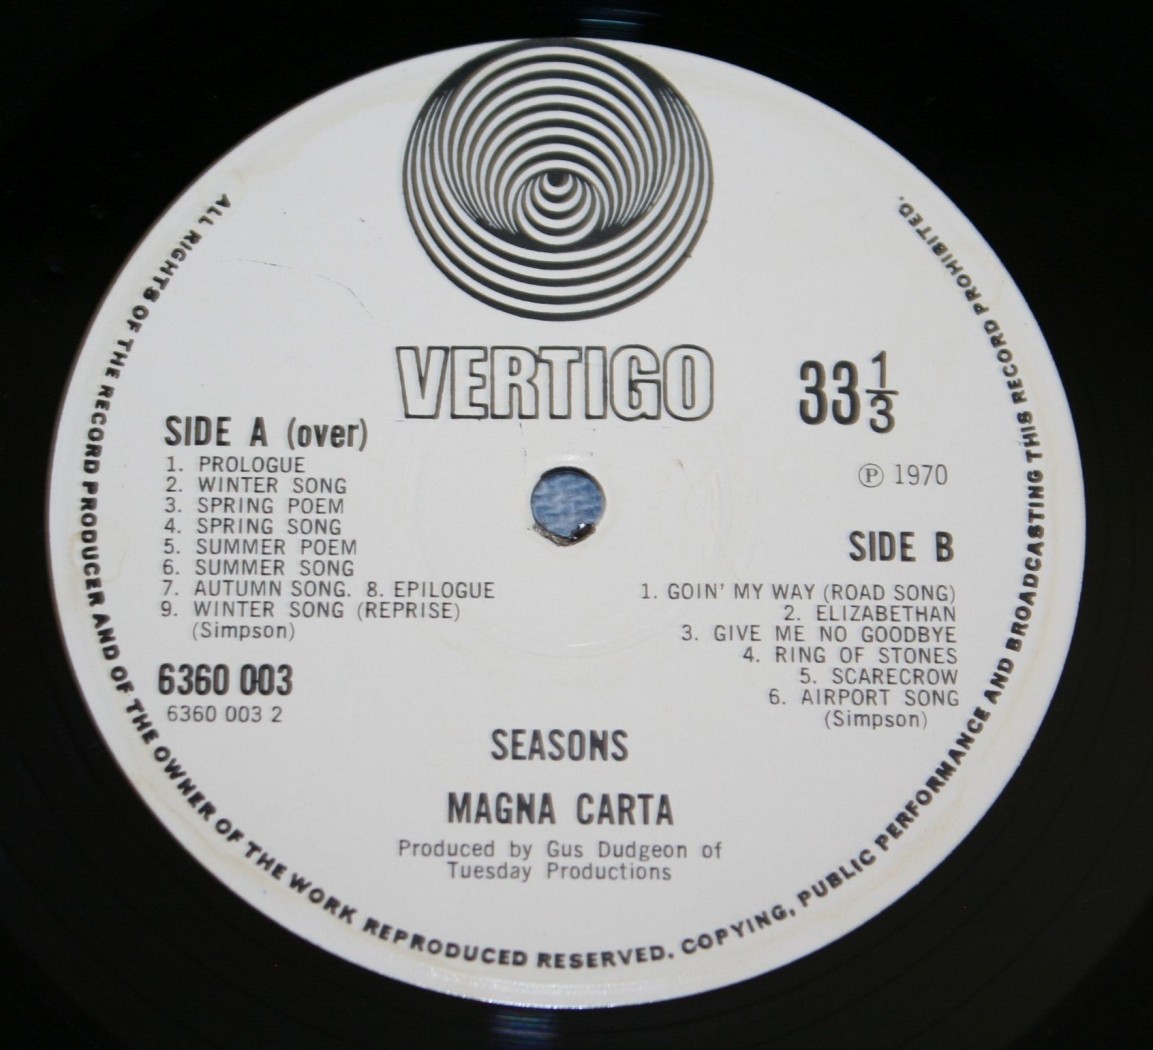 VERTIGO
33 1/3
Ⓟ 1970
SIDE A (over)
1. PROLOGUE
2. WINTER SONG
3. SPRING POEM
4. SPRING SONG
5. SUMMER POEM
6. SUMMER SONG
7. AUTUMN SONG. 8. EPILOGUE
9. WINTER SONG (REPRISE)
(Simpson)
6360 003
6360 003 2
SIDE B
1. GOIN' MY WAY (ROAD SONG)
2. ELIZABETHAN
3. GIVE ME NO GOODBYE
4. RING OF STONES
5. SCARECROW
6. AIRPORT SONG
(Simpson)
SEASONS
MAGNA CARTA
Produced by Gus Dudgeon of
Tuesday Productions
ALL RIGHTS OF THE RECORD PRODUCER AND OF THE OWNER OF THE WORK REPRODUCED RESERVED. COPYING, PUBLIC PERFORMANCE AND BROADCASTING THIS RECORD PROHIBITED.